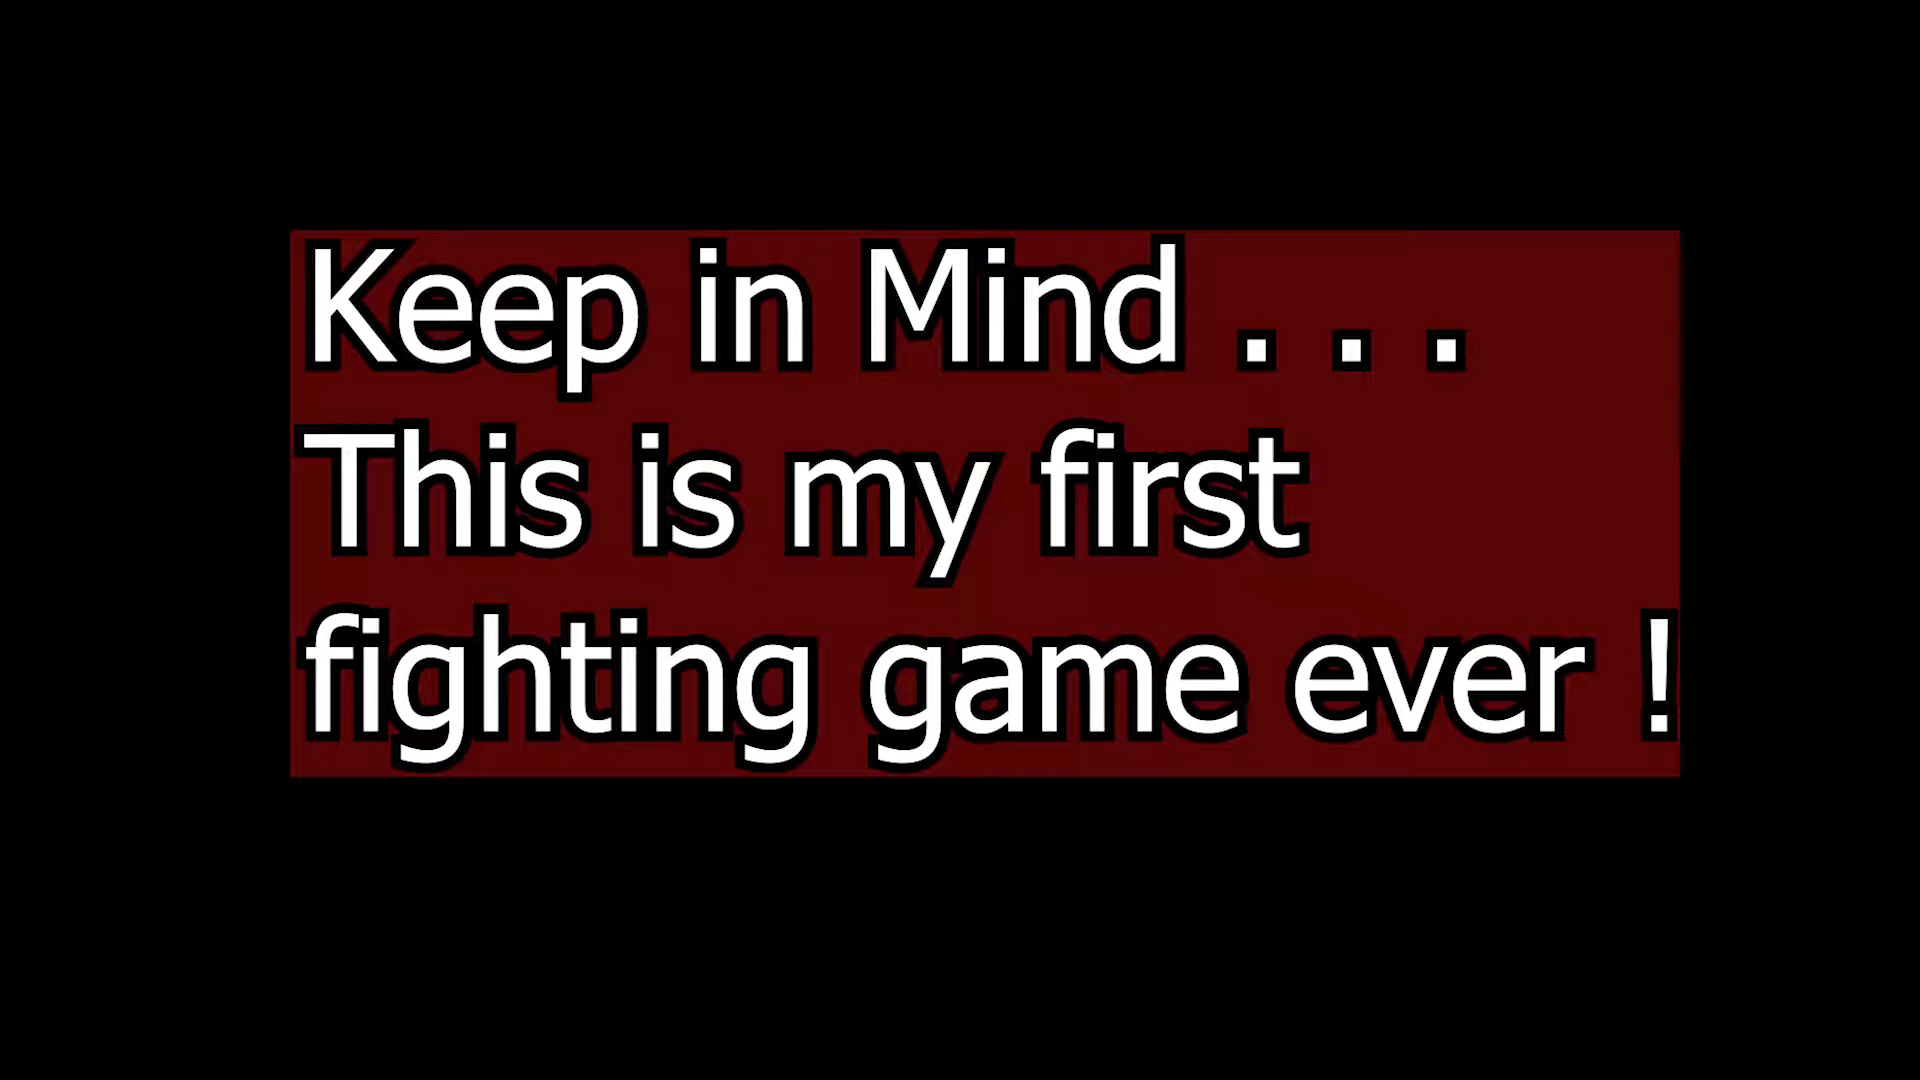 Keep in Mind . . .
This is my first
fighting game ever !